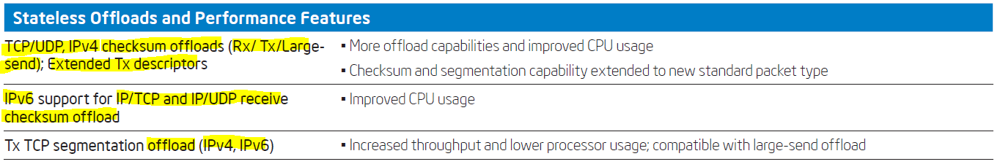 Stateless Offloads and Performance Features
TCP/UDP, IPv4 checksum offloads (Rx/ Tx/Large-
send); Extended Tx descriptors
▪ More offload capabilities and improved CPU usage
▪ Checksum and segmentation capability extended to new standard packet type
IPv6 support for IP/TCP and IP/UDP receive
checksum offload
▪ Improved CPU usage
Tx TCP segmentation offload (IPv4, IPv6)
▪ Increased throughput and lower processor usage; compatible with large-send offload